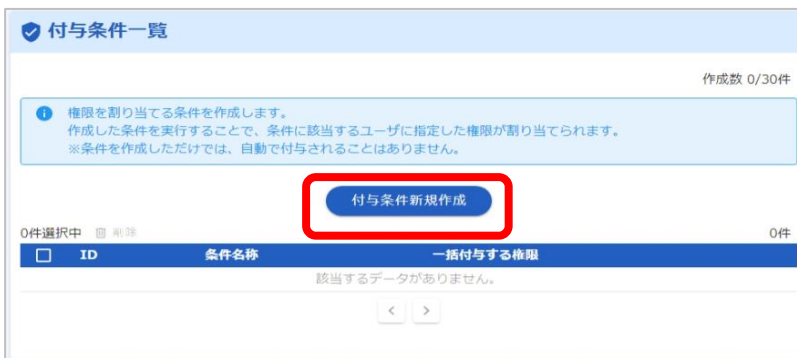 付与条件一覧
作成数 0/30件
権限を割り当てる条件を作成します。
作成した条件を実行することで、条件に該当するユーザに指定した権限が割り当てられます。
※条件を作成しただけでは、自動で付与されることはありません。
付与条件新規作成
0件選択中 削除 0件
ID 条件名称 一括付与する権限
該当するデータがありません。